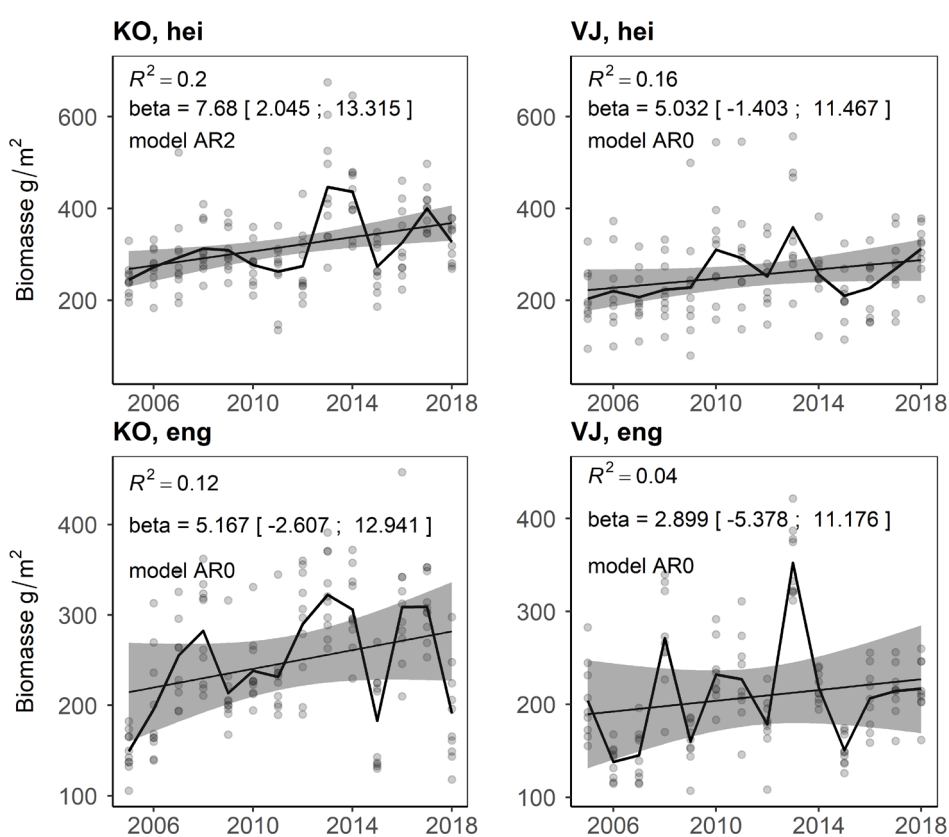 KO, hei
R² = 0.2
beta = 7.68 [ 2.045 ; 13.315 ]
model AR2
Biomasse g/m²
600
400
200
2006 2010 2014 2018
VJ, hei
R² = 0.16
beta = 5.032 [ -1.403 ; 11.467 ]
model AR0
600
400
200
2006 2010 2014 2018
KO, eng
R² = 0.12
beta = 5.167 [ -2.607 ; 12.941 ]
model AR0
Biomasse g/m²
400
300
200
100
2006 2010 2014 2018
VJ, eng
R² = 0.04
beta = 2.899 [ -5.378 ; 11.176 ]
model AR0
400
300
200
100
2006 2010 2014 2018